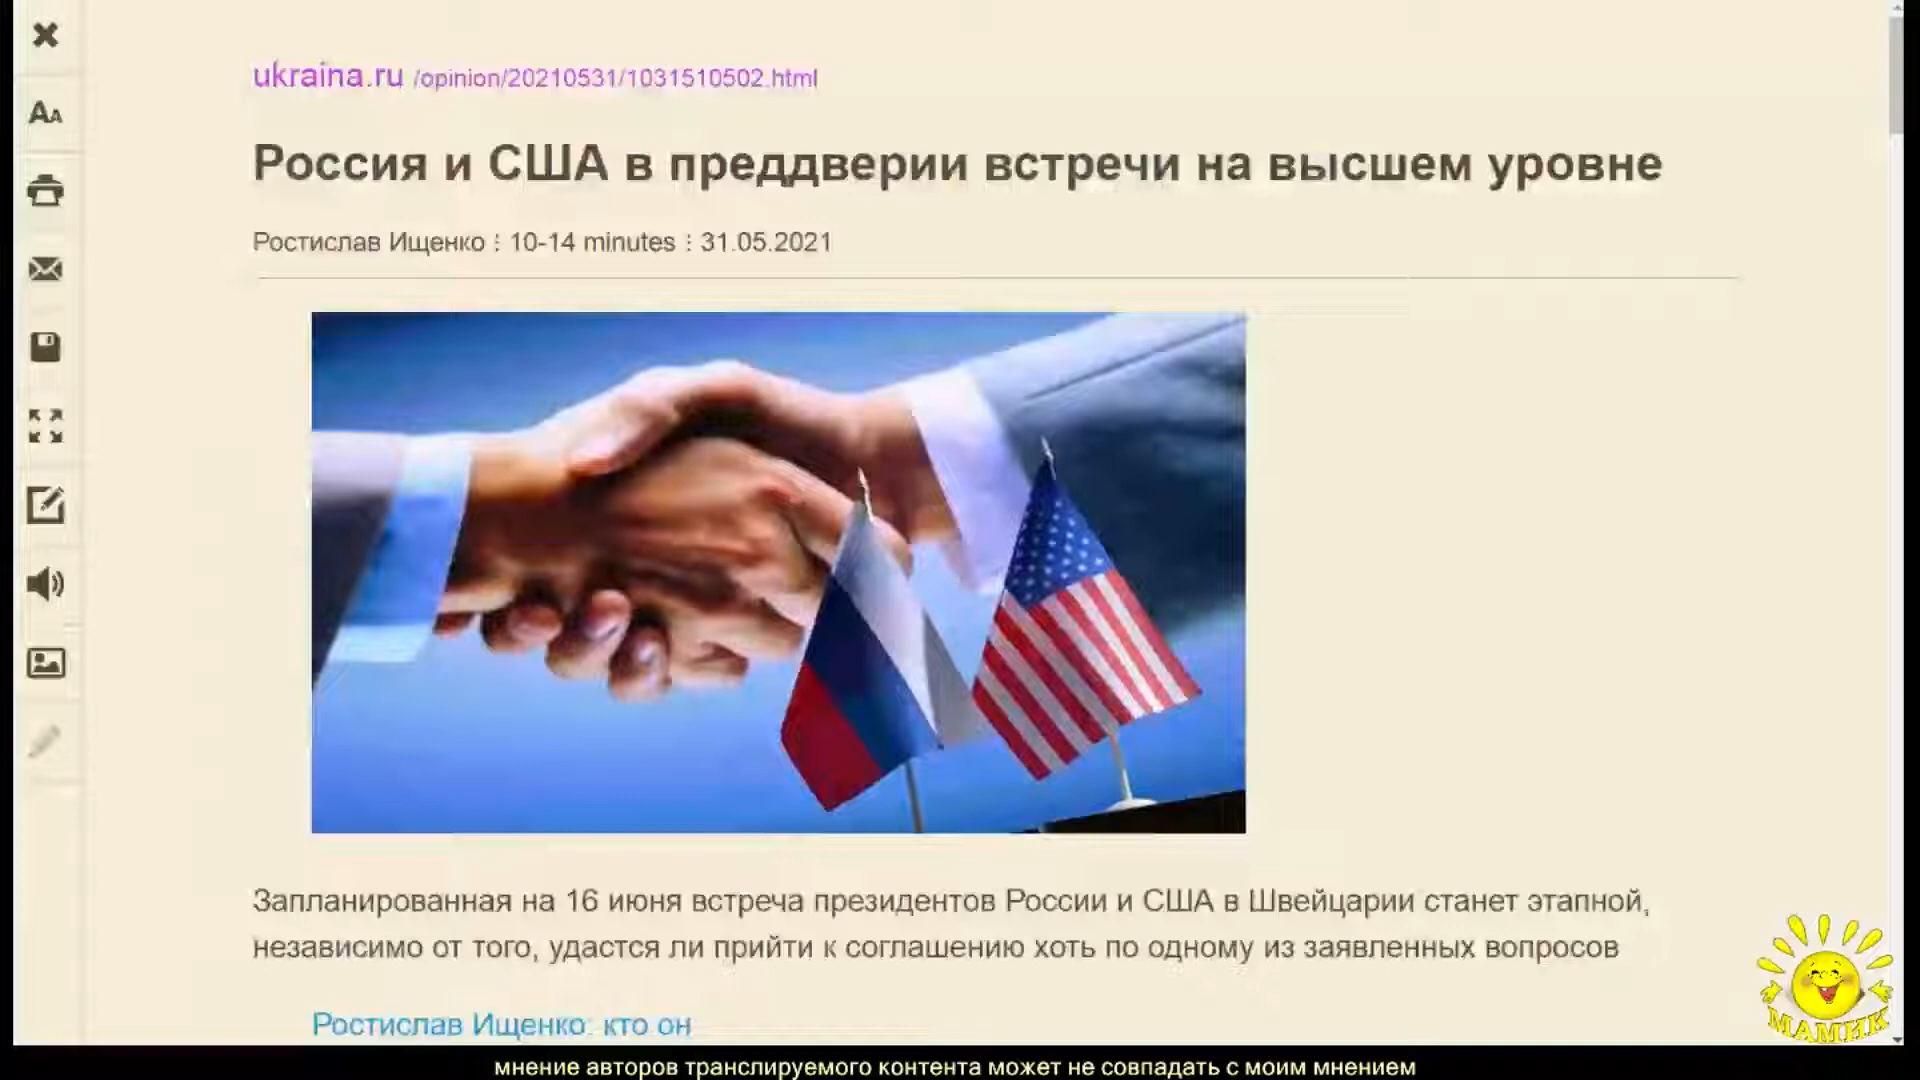 ukraina.ru /opinion/20210531/1031510502.html
Россия и США в преддверии встречи на высшем уровне
Ростислав Ищенко ⋮ 10-14 minutes ⋮ 31.05.2021
Запланированная на 16 июня встреча президентов России и США в Швейцарии станет этапной,
независимо от того, удастся ли прийти к соглашению хоть по одному из заявленных вопросов
Ростислав Ищенко: кто он
МАМИК
мнение авторов транслируемого контента может не совпадать с моим мнением